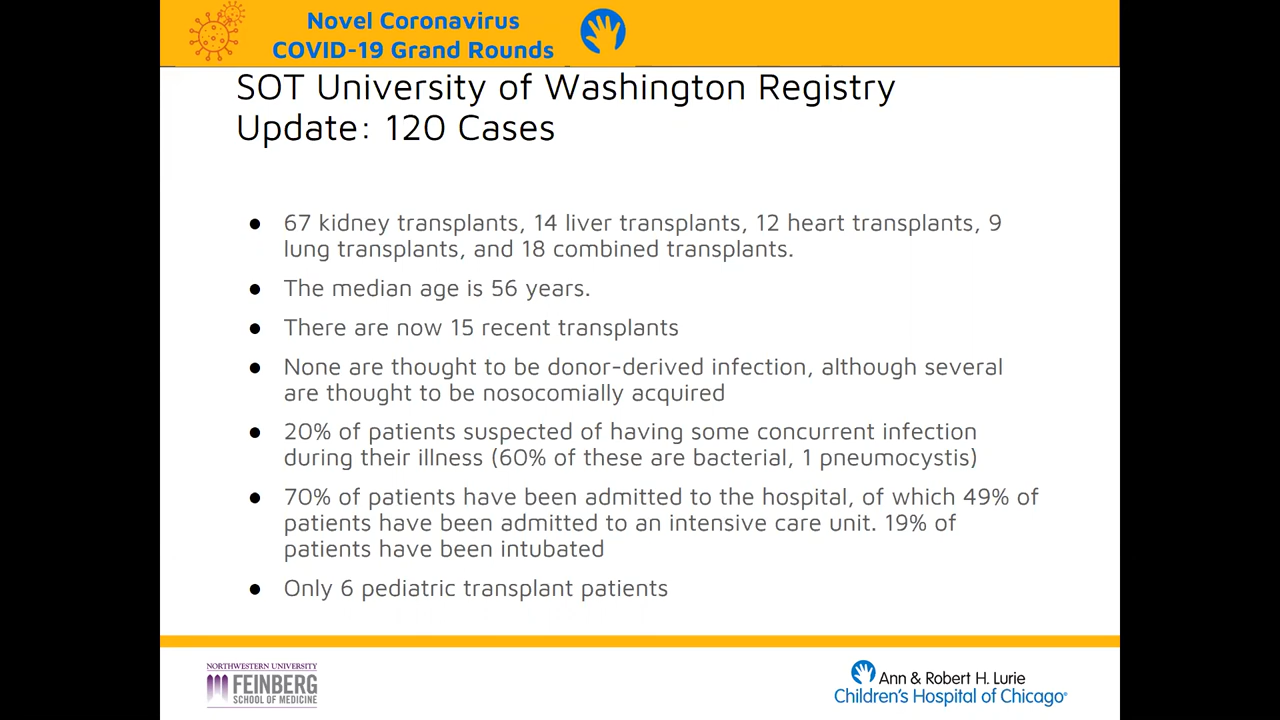 Novel Coronavirus
COVID-19 Grand Rounds
SOT University of Washington Registry
Update: 120 Cases
● 67 kidney transplants, 14 liver transplants, 12 heart transplants, 9
lung transplants, and 18 combined transplants.
● The median age is 56 years.
● There are now 15 recent transplants
● None are thought to be donor-derived infection, although several
are thought to be nosocomially acquired
● 20% of patients suspected of having some concurrent infection
during their illness (60% of these are bacterial, 1 pneumocystis)
● 70% of patients have been admitted to the hospital, of which 49% of
patients have been admitted to an intensive care unit. 19% of
patients have been intubated
● Only 6 pediatric transplant patients
NORTHWESTERN UNIVERSITY
FEINBERG
SCHOOL OF MEDICINE
Ann & Robert H. Lurie
Children's Hospital of Chicago®